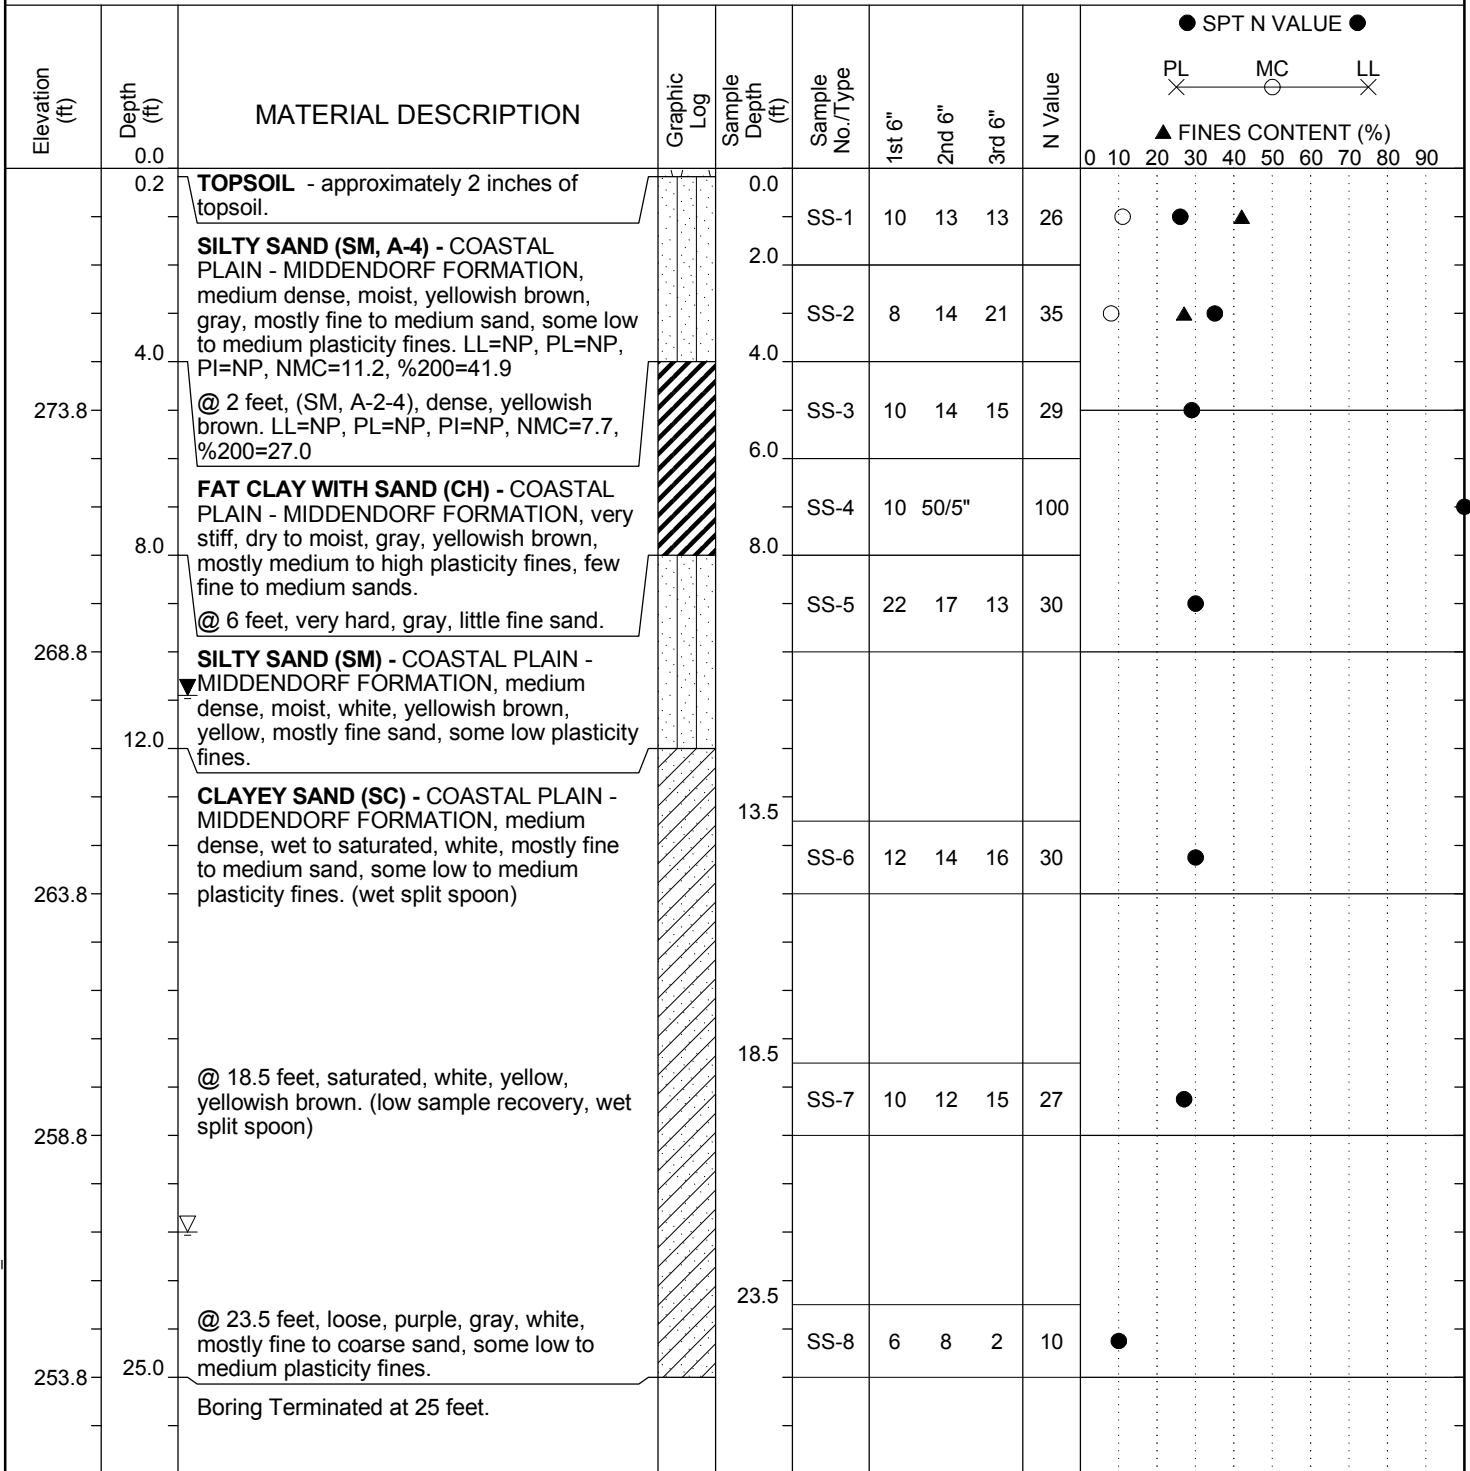 Elevation (ft)
Depth (ft)
MATERIAL DESCRIPTION
Graphic Log
Sample Depth (ft)
Sample No./Type
1st 6"
2nd 6"
3rd 6"
N Value
● SPT N VALUE ●
PL MC LL
▲ FINES CONTENT (%)
0 10 20 30 40 50 60 70 80 90
0.0
0.2
TOPSOIL - approximately 2 inches of
topsoil.
0.0
SS-1 10 13 13 26
SILTY SAND (SM, A-4) - COASTAL
PLAIN - MIDDENDORF FORMATION,
medium dense, moist, yellowish brown,
gray, mostly fine to medium sand, some low
to medium plasticity fines. LL=NP, PL=NP,
PI=NP, NMC=11.2, %200=41.9
2.0
SS-2 8 14 21 35
4.0
4.0
@ 2 feet, (SM, A-2-4), dense, yellowish
brown. LL=NP, PL=NP, PI=NP, NMC=7.7,
%200=27.0
273.8
SS-3 10 14 15 29
6.0
FAT CLAY WITH SAND (CH) - COASTAL
PLAIN - MIDDENDORF FORMATION, very
stiff, dry to moist, gray, yellowish brown,
mostly medium to high plasticity fines, few
fine to medium sands.
SS-4 10 50/5" 100
8.0
8.0
@ 6 feet, very hard, gray, little fine sand.
SS-5 22 17 13 30
268.8
SILTY SAND (SM) - COASTAL PLAIN -
MIDDENDORF FORMATION, medium
dense, moist, white, yellowish brown,
yellow, mostly fine sand, some low plasticity
fines.
12.0
CLAYEY SAND (SC) - COASTAL PLAIN -
MIDDENDORF FORMATION, medium
dense, wet to saturated, white, mostly fine
to medium sand, some low to medium
plasticity fines. (wet split spoon)
13.5
SS-6 12 14 16 30
263.8
18.5
@ 18.5 feet, saturated, white, yellow,
yellowish brown. (low sample recovery, wet
split spoon)
SS-7 10 12 15 27
258.8
23.5
@ 23.5 feet, loose, purple, gray, white,
mostly fine to coarse sand, some low to
medium plasticity fines.
SS-8 6 8 2 10
253.8
25.0
Boring Terminated at 25 feet.